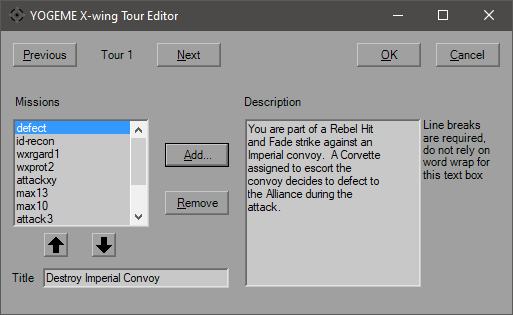 YOGEME X-wing Tour Editor
Previous
Tour 1
Next
OK
Cancel
Missions
defect
id-recon
wxrgard1
wxprot2
attackxy
max13
max10
attack3
Add...
Remove
Title
Destroy Imperial Convoy
Description
You are part of a Rebel Hit
and Fade strike against an
Imperial convoy.  A Corvette
assigned to escort the
convoy decides to defect to
the Alliance during the
attack.
Line breaks
are required,
do not rely on
word wrap for
this text box